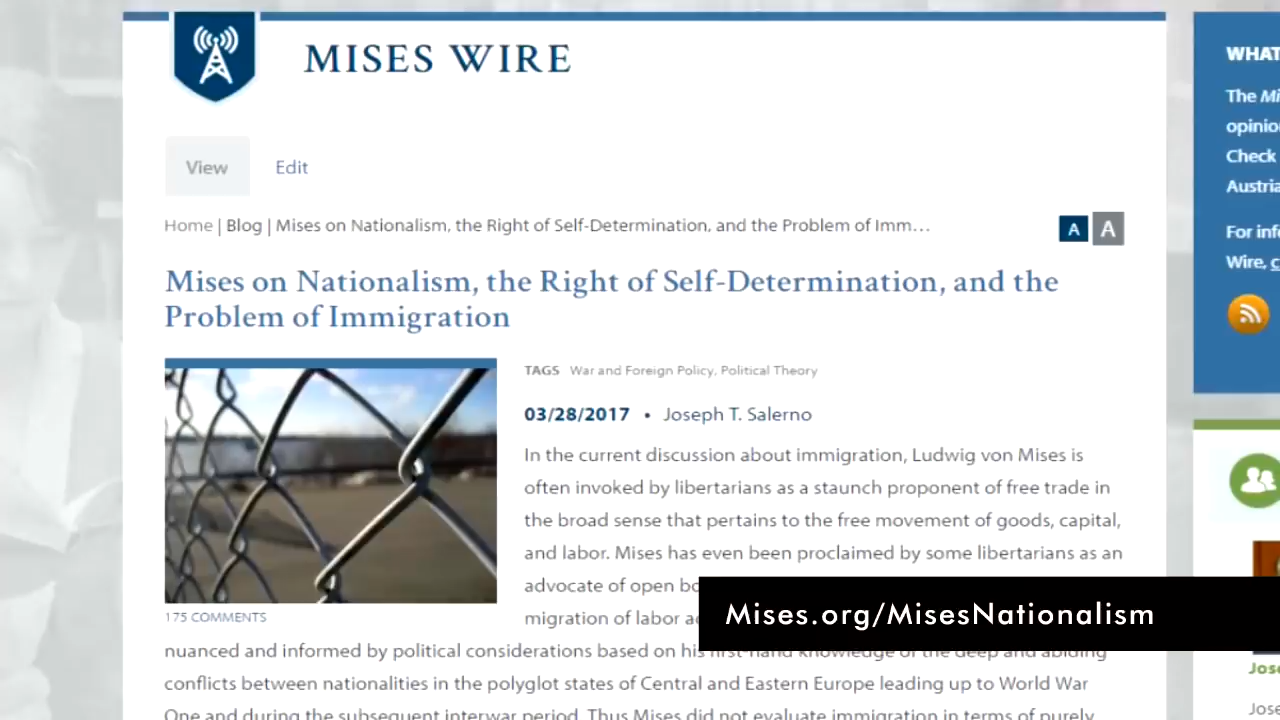 MISES WIRE
View
Edit
Home | Blog | Mises on Nationalism, the Right of Self-Determination, and the Problem of Imm…
A A
Mises on Nationalism, the Right of Self-Determination, and the
Problem of Immigration
TAGS War and Foreign Policy, Political Theory
03/28/2017 • Joseph T. Salerno
In the current discussion about immigration, Ludwig von Mises is
often invoked by libertarians as a staunch proponent of free trade in
the broad sense that pertains to the free movement of goods, capital,
and labor. Mises has even been proclaimed by some libertarians as an
advocate of open
175 COMMENTS
migration of labor
nuanced and informed by political considerations based on his first-hand knowledge of the deep and abiding
conflicts between nationalities in the polyglot states of Central and Eastern Europe leading up to World War
One and during the subsequent interwar period. Thus Mises did not evaluate immigration in terms of purely
Mises.org/MisesNationalism
WHAT
The
opinio
Check
Austria
For inf
Wire,